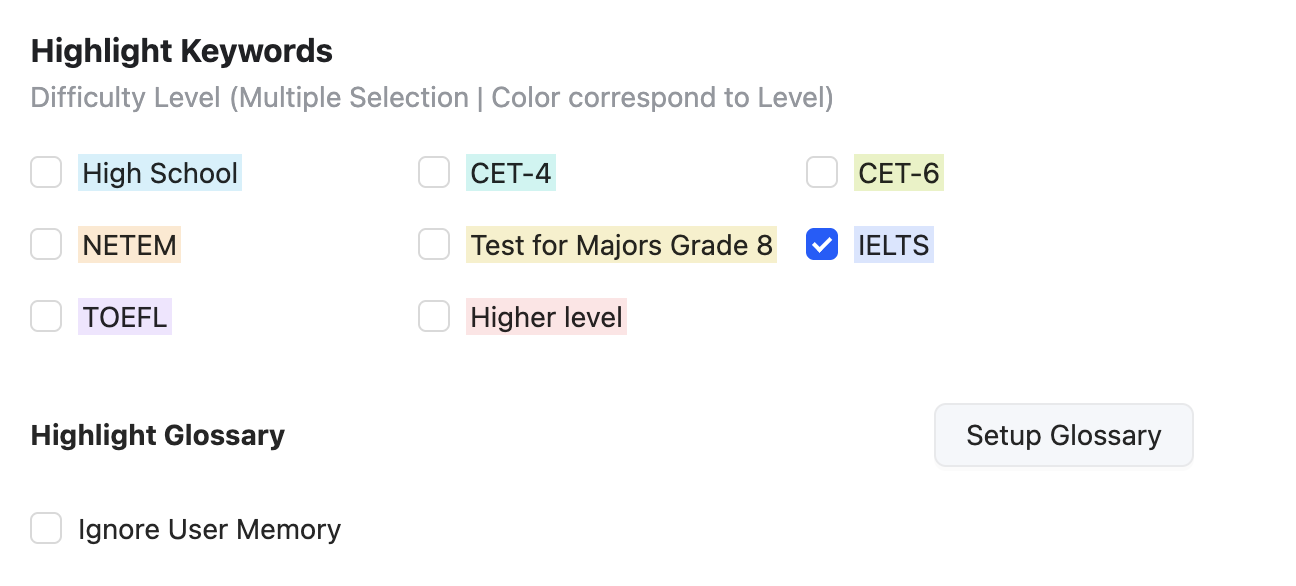 Highlight Keywords
Difficulty Level (Multiple Selection | Color correspond to Level)
High School CET-4 CET-6
NETEM Test for Majors Grade 8 IELTS
TOEFL Higher level
Highlight Glossary Setup Glossary
Ignore User Memory